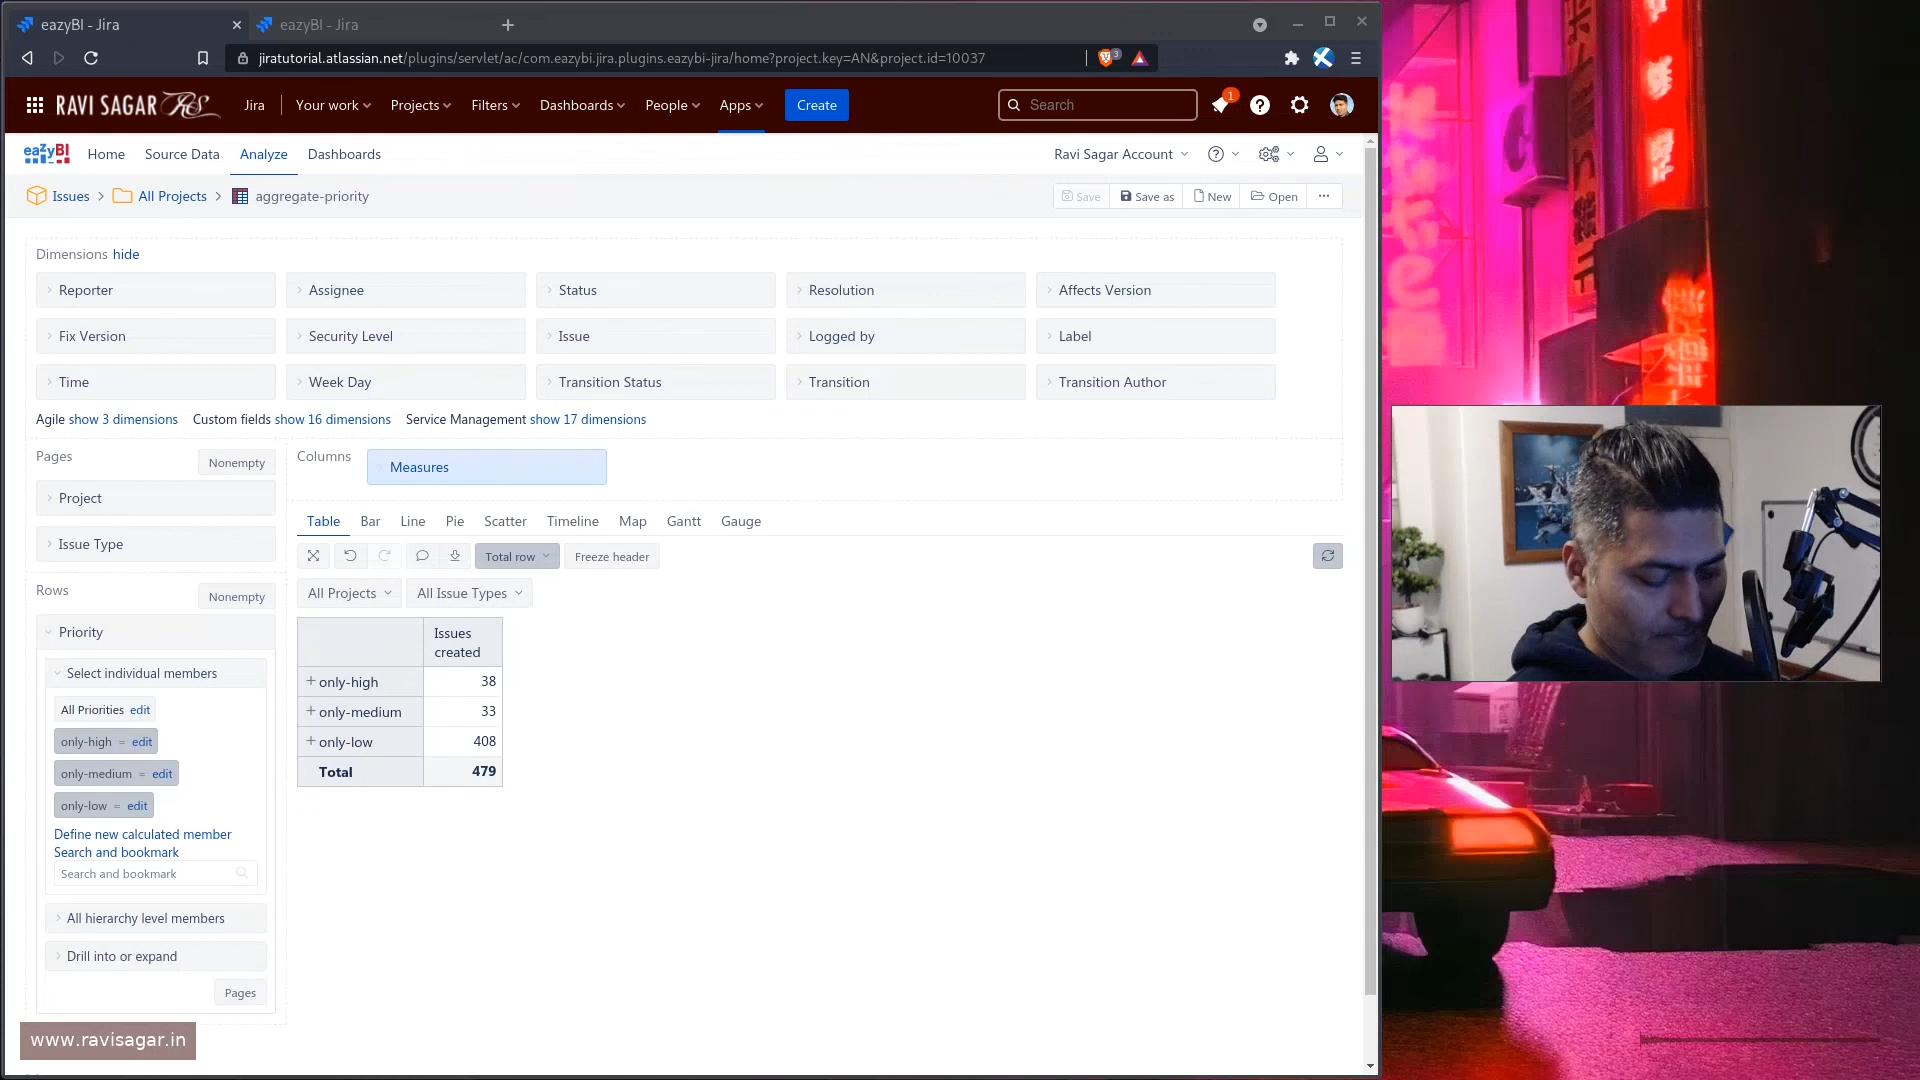 eazyBI - Jira
eazyBI - Jira
jiratutorial.atlassian.net/plugins/servlet/ac/com.eazybi.jira.plugins.eazybi-jira/home?project.key=AN&project.id=10037
3
RAVI SAGAR RS
Jira
Your work
Projects
Filters
Dashboards
People
Apps
Create
Search
1
eazyBI
Home
Source Data
Analyze
Dashboards
Ravi Sagar Account
Issues
All Projects
aggregate-priority
Save
Save as
New
Open
Dimensions hide
Reporter
Assignee
Status
Resolution
Affects Version
Fix Version
Security Level
Issue
Logged by
Label
Time
Week Day
Transition Status
Transition
Transition Author
Agile show 3 dimensions
Custom fields show 16 dimensions
Service Management show 17 dimensions
Pages
Nonempty
Columns
Measures
Project
Issue Type
Table
Bar
Line
Pie
Scatter
Timeline
Map
Gantt
Gauge
Total row
Freeze header
Rows
Nonempty
All Projects
All Issue Types
Priority
Select individual members
All Priorities edit
only-high = edit
only-medium = edit
only-low = edit
Define new calculated member
Search and bookmark
Search and bookmark
All hierarchy level members
Drill into or expand
Pages
Issues
created
+ only-high 38
+ only-medium 33
+ only-low 408
Total 479
www.ravisagar.in